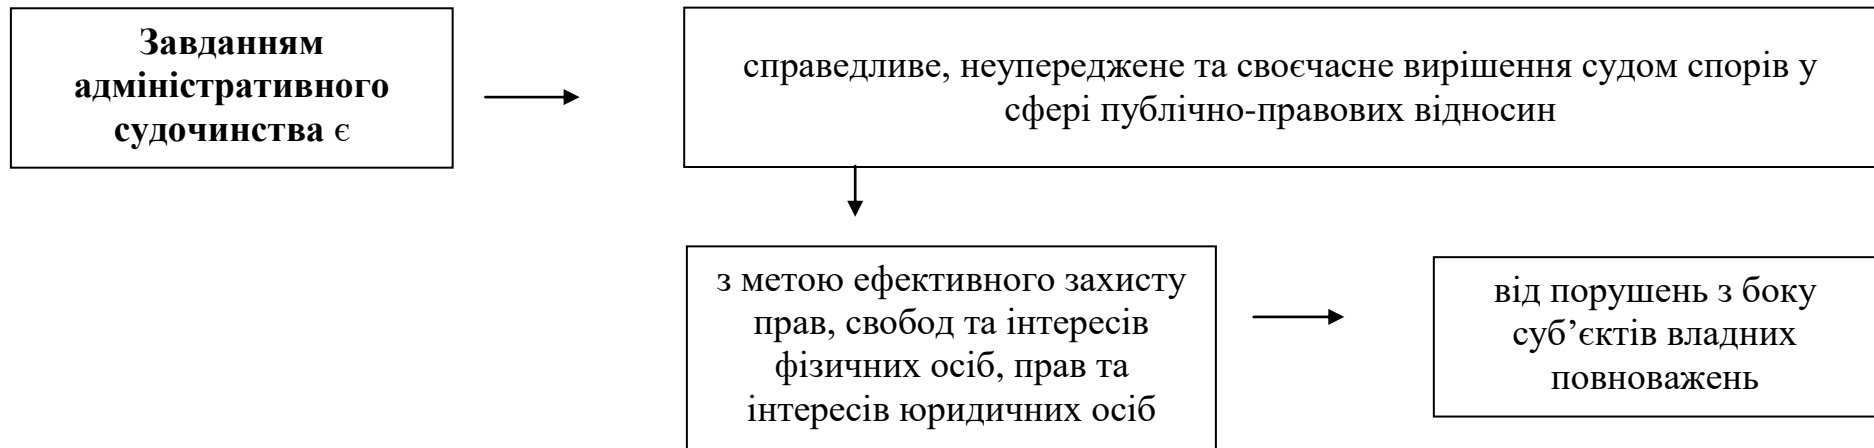 Завданням
адміністративного
судочинства є
справедливе, неупереджене та своєчасне вирішення судом спорів у
сфері публічно-правових відносин
з метою ефективного захисту
прав, свобод та інтересів
фізичних осіб, прав та
інтересів юридичних осіб
від порушень з боку
суб’єктів владних
повноважень